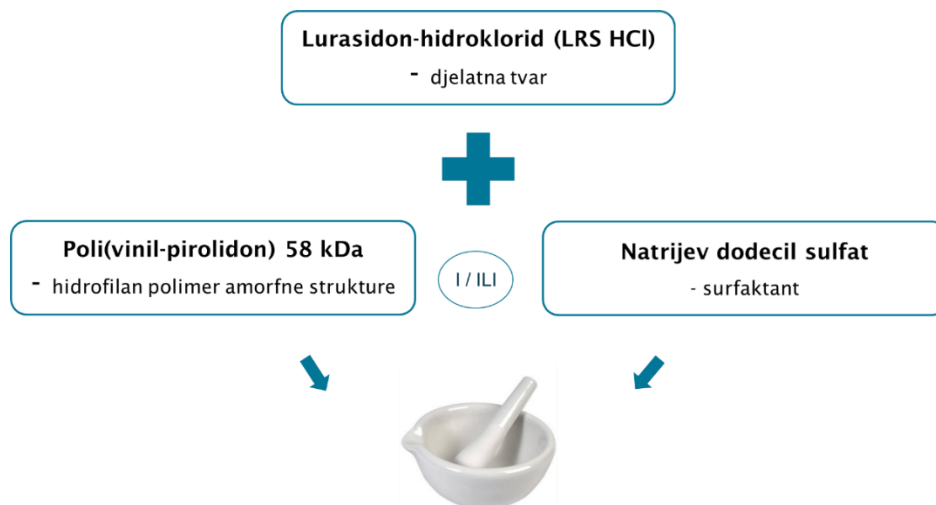 Lurasidon-hidroklorid (LRS HCl)
- djelatna tvar
Poli(vinil-pirolidon) 58 kDa
- hidrofilan polimer amorfne strukture
I / ILI
Natrijev dodecil sulfat
- surfaktant